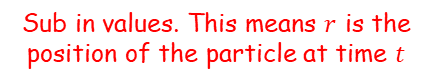 Sub in values. This means r is the
position of the particle at time t